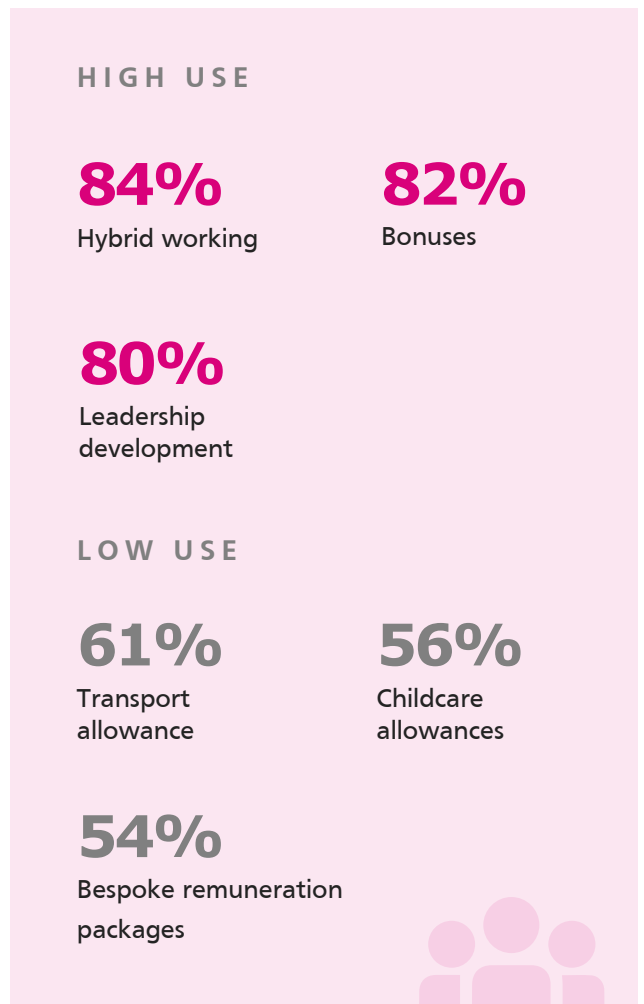 HIGH USE
84%
Hybrid working
82%
Bonuses
80%
Leadership
development
LOW USE
61%
Transport
allowance
56%
Childcare
allowances
54%
Bespoke remuneration
packages